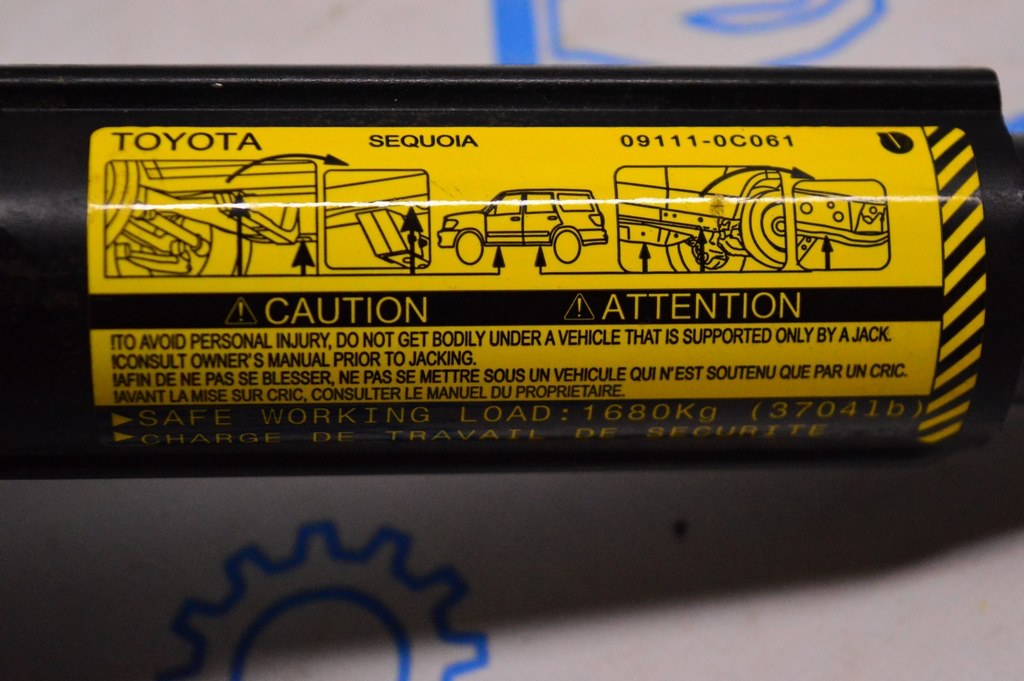 TOYOTA SEQUOIA 09111-0C061
CAUTION ATTENTION
!TO AVOID PERSONAL INJURY, DO NOT GET BODILY UNDER A VEHICLE THAT IS SUPPORTED ONLY BY A JACK.
!CONSULT OWNER'S MANUAL PRIOR TO JACKING.
!AFIN DE NE PAS SE BLESSER, NE PAS SE METTRE SOUS UN VEHICULE QUI N'EST SOUTENU QUE PAR UN CRIC.
!AVANT LA MISE SUR CRIC, CONSULTER LE MANUEL DU PROPRIETAIRE.
►SAFE WORKING LOAD:1680Kg (3704lb)
►CHARGE DE TRAVAIL DE SECURITE